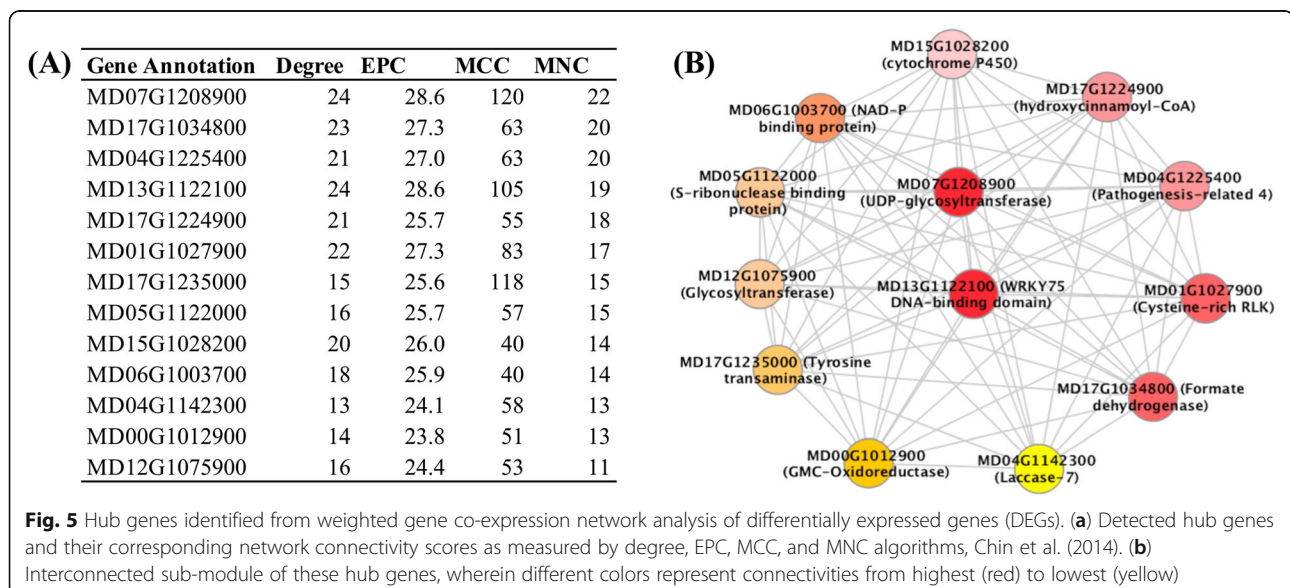 (A)
Gene Annotation Degree EPC MCC MNC
MD07G1208900 24 28.6 120 22
MD17G1034800 23 27.3 63 20
MD04G1225400 21 27.0 63 20
MD13G1122100 24 28.6 105 19
MD17G1224900 21 25.7 55 18
MD01G1027900 22 27.3 83 17
MD17G1235000 15 25.6 118 15
MD05G1122000 16 25.7 57 15
MD15G1028200 20 26.0 40 14
MD06G1003700 18 25.9 40 14
MD04G1142300 13 24.1 58 13
MD00G1012900 14 23.8 51 13
MD12G1075900 16 24.4 53 11
(B)
MD15G1028200
(cytochrome P450)
MD17G1224900
(hydroxycinnamoyl-CoA)
MD06G1003700 (NAD-P
binding protein)
MD05G1122000
(S-ribonuclease binding
protein)
MD07G1208900
(UDP-glycosyltransferase)
MD04G1225400
(Pathogenesis-related 4)
MD12G1075900
(Glycosyltransferase)
MD13G1122100 (WRKY75
DNA-binding domain)
MD01G1027900
(Cysteine-rich RLK)
MD17G1235000 (Tyrosine
transaminase)
MD17G1034800 (Formate
dehydrogenase)
MD00G1012900
(GMC-Oxidoreductase)
MD04G1142300
(Laccase-7)
Fig. 5 Hub genes identified from weighted gene co-expression network analysis of differentially expressed genes (DEGs). (a) Detected hub genes
and their corresponding network connectivity scores as measured by degree, EPC, MCC, and MNC algorithms, Chin et al. (2014). (b)
Interconnected sub-module of these hub genes, wherein different colors represent connectivities from highest (red) to lowest (yellow)